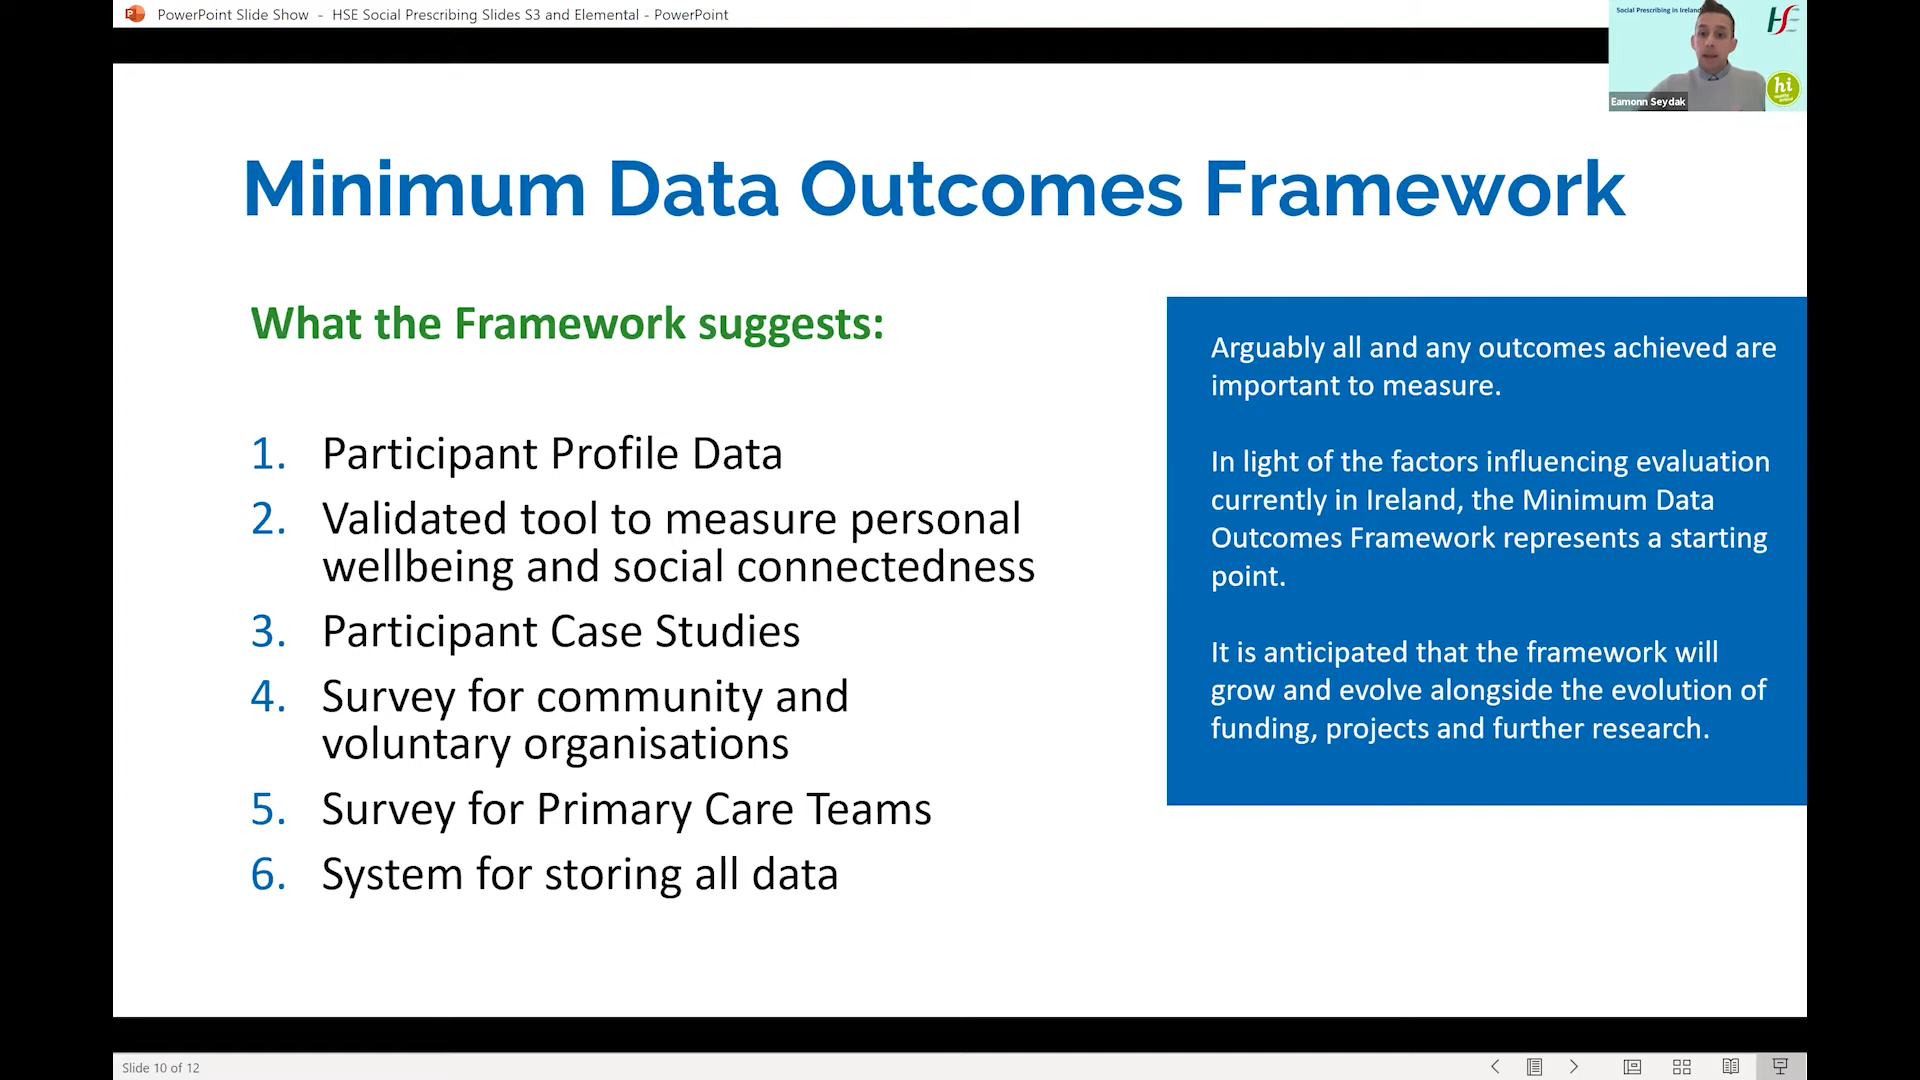 PowerPoint Slide Show - HSE Social Prescribing Slides S3 and Elemental - PowerPoint
Social Prescribing in Ireland
Eamonn Seydak
hi
Minimum Data Outcomes Framework
What the Framework suggests:
1. Participant Profile Data
2. Validated tool to measure personal
wellbeing and social connectedness
3. Participant Case Studies
4. Survey for community and
voluntary organisations
5. Survey for Primary Care Teams
6. System for storing all data
Arguably all and any outcomes achieved are
important to measure.
In light of the factors influencing evaluation
currently in Ireland, the Minimum Data
Outcomes Framework represents a starting
point.
It is anticipated that the framework will
grow and evolve alongside the evolution of
funding, projects and further research.
Slide 10 of 12